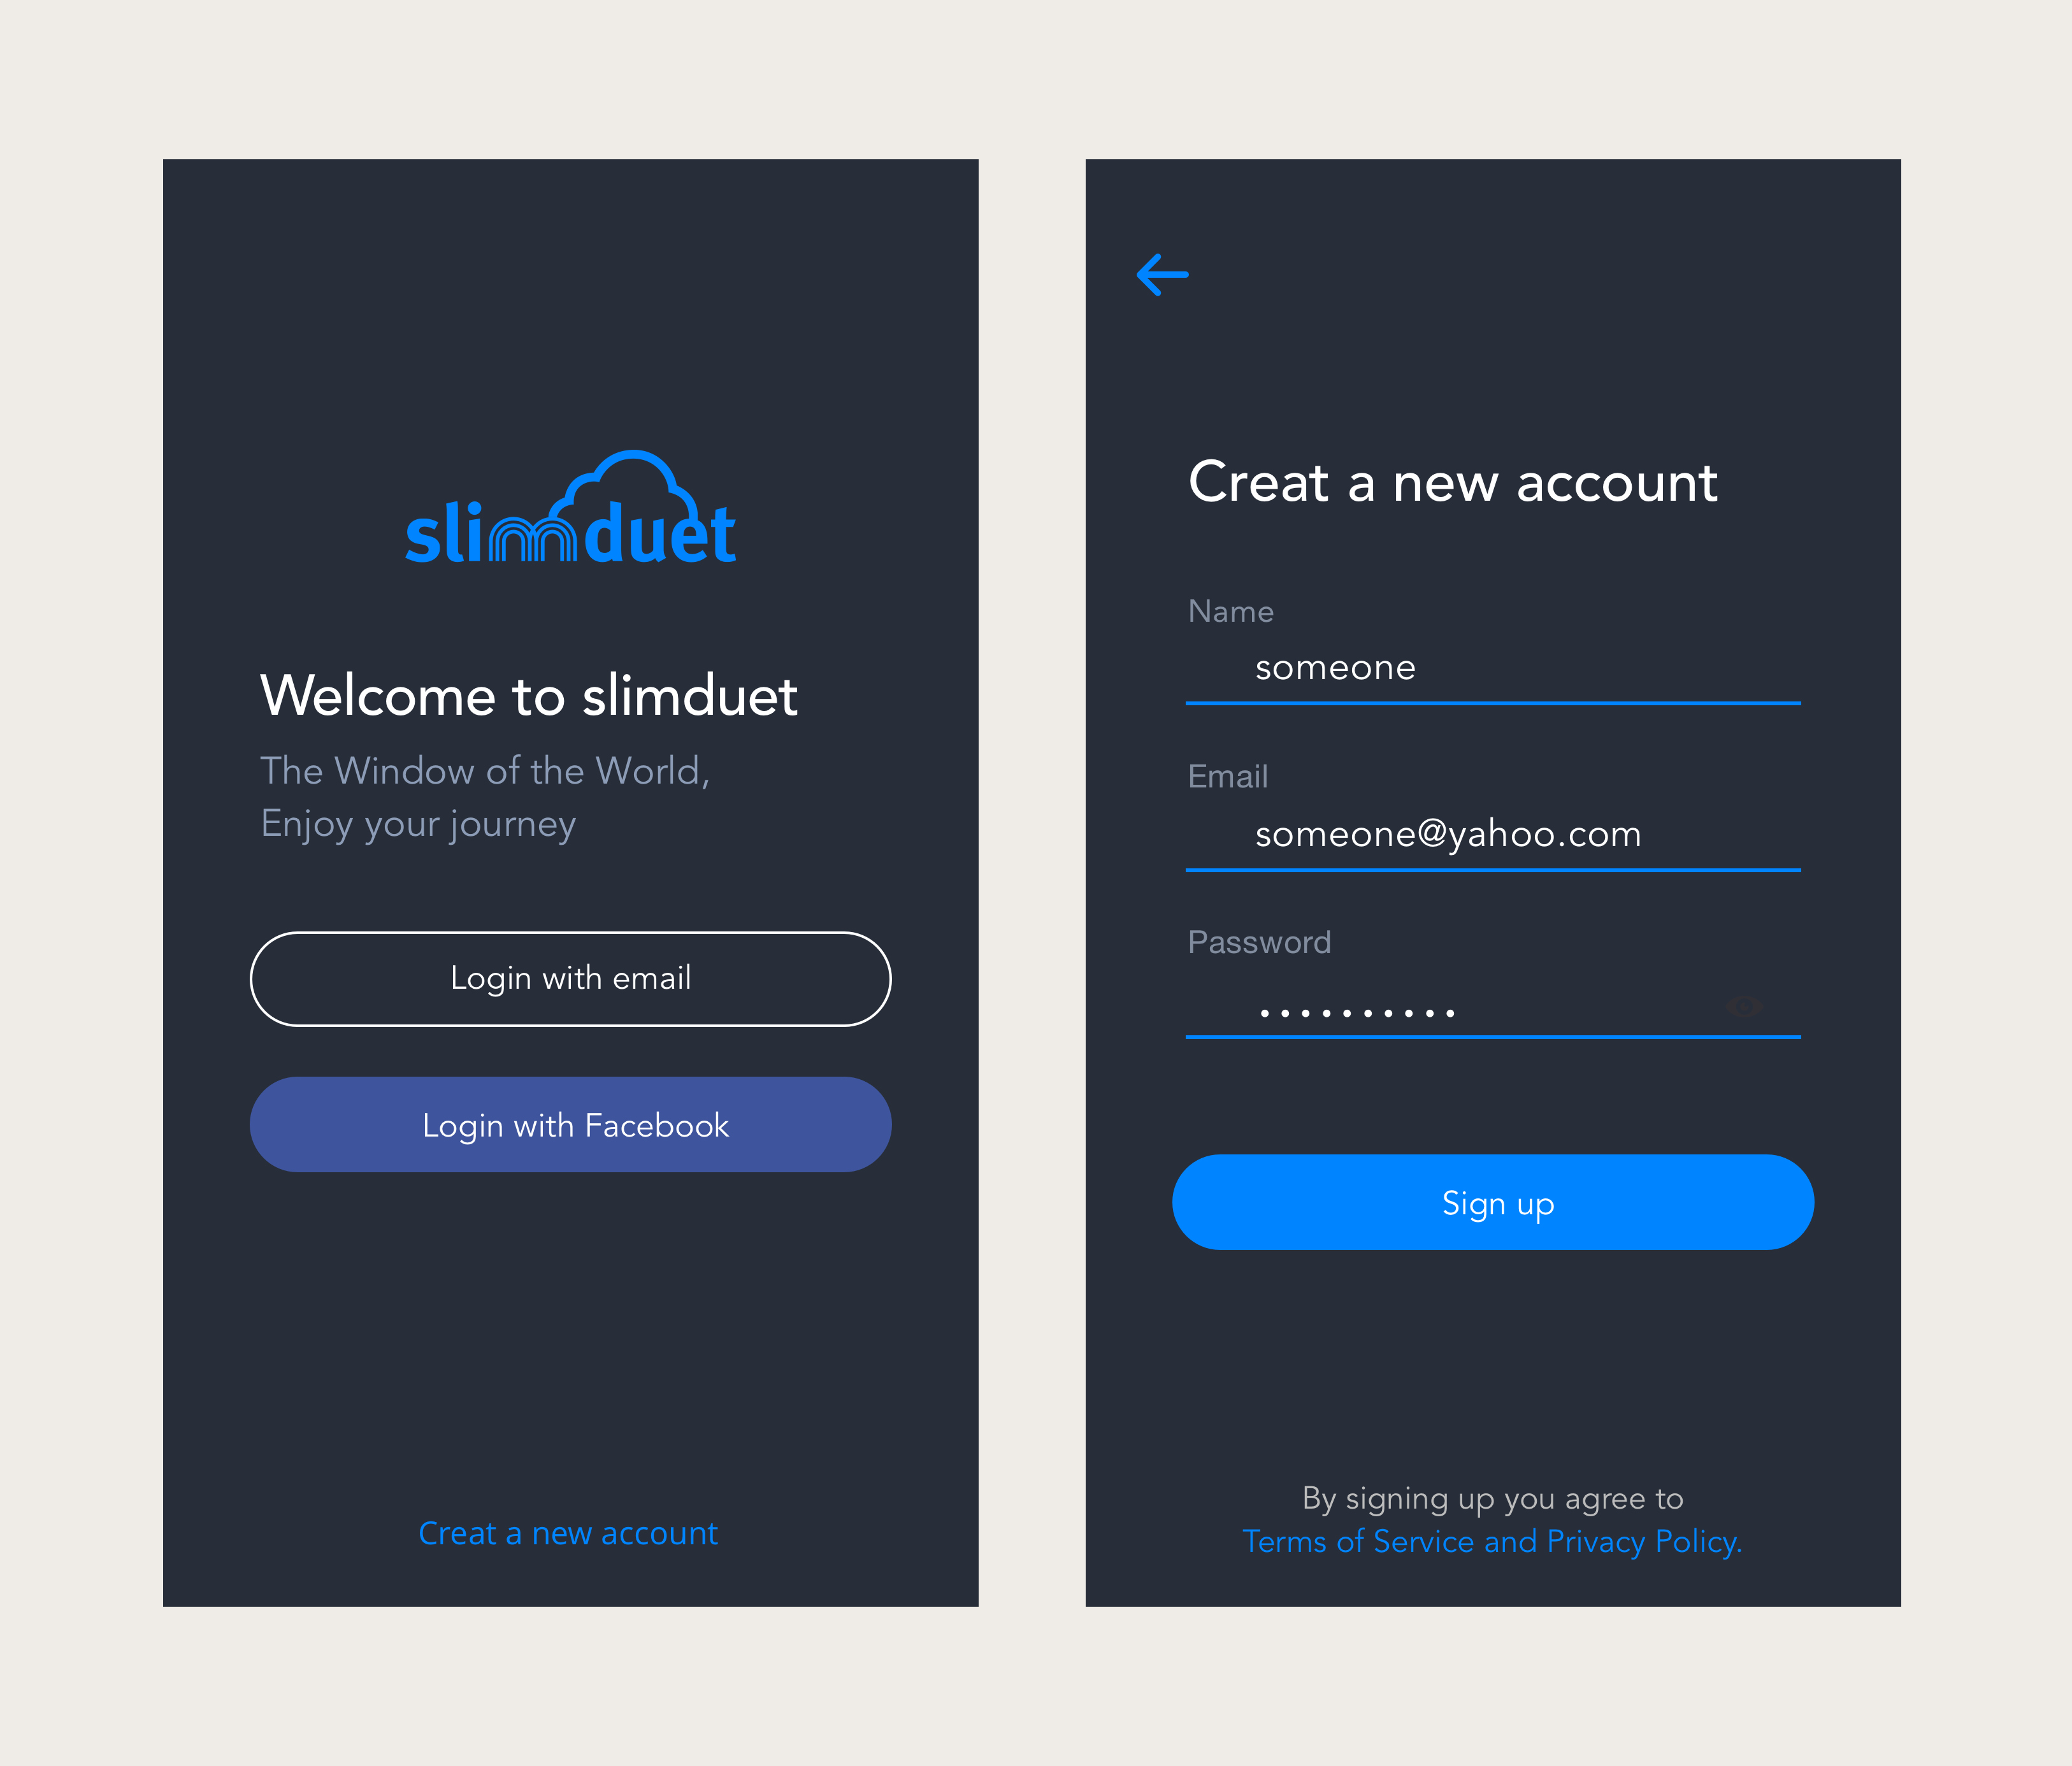 slimduet
Welcome to slimduet
The Window of the World,
Enjoy your journey
Login with email
Login with Facebook
Creat a new account
Creat a new account
Name
someone
Email
someone@yahoo.com
Password
••••••••••
Sign up
By signing up you agree to
Terms of Service and Privacy Policy.